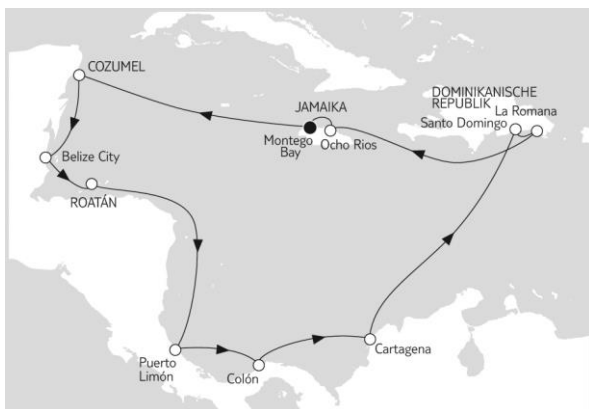 COZUMEL
JAMAIKA
Montego
Bay
Ocho Rios
DOMINIKANISCHE
REPUBLIK
La Romana
Santo Domingo
Belize City
ROATÁN
Puerto
Limón
Colón
Cartagena